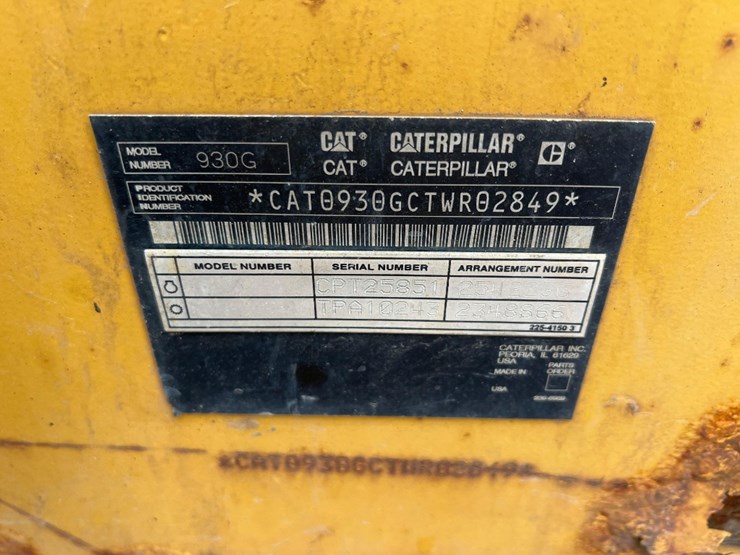 MODEL NUMBER 930G
CAT® CATERPILLAR®
CAT® CATERPILLAR®
PRODUCT IDENTIFICATION NUMBER *CAT0930GCTWR02849*
MODEL NUMBER SERIAL NUMBER ARRANGEMENT NUMBER
CPT25851
225-4150 3
CATERPILLAR INC.
PEORIA, IL 61629
USA
PARTS ORDER
MADE IN
USA
*CAT0930GCTWR02849*